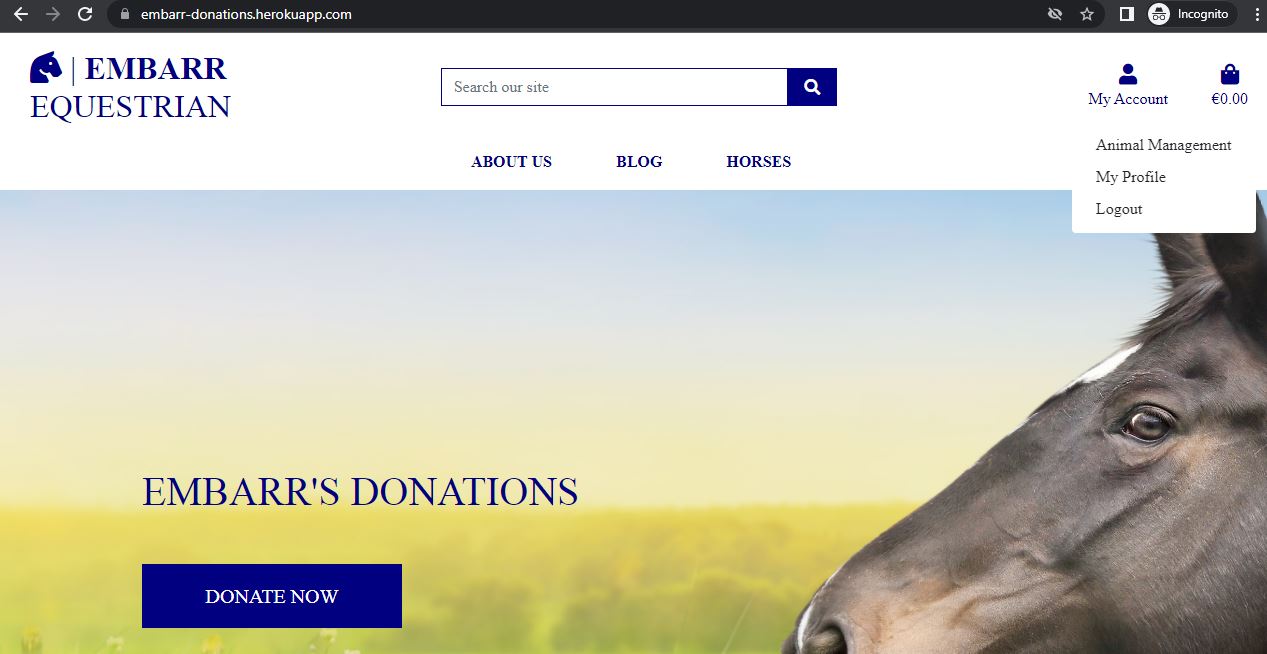 embarr-donations.herokuapp.com
Incognito
| EMBARR
EQUESTRIAN
Search our site
My Account
€0.00
Animal Management
My Profile
Logout
ABOUT US
BLOG
HORSES
EMBARR'S DONATIONS
DONATE NOW